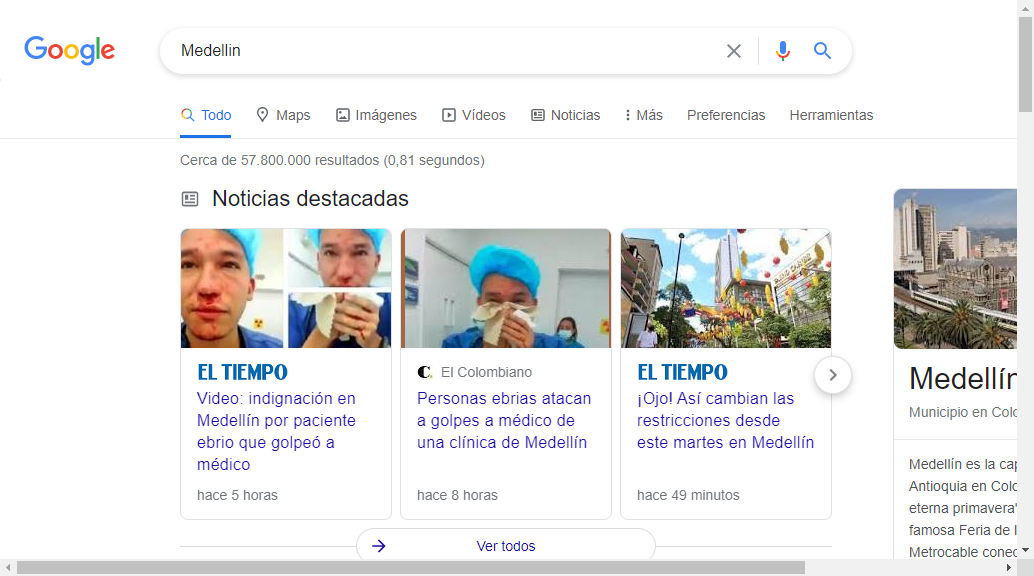 Google
Medellin
Todo
Maps
Imágenes
Vídeos
Noticias
Más
Preferencias
Herramientas
Cerca de 57.800.000 resultados (0,81 segundos)
Noticias destacadas
EL TIEMPO
Video: indignación en
Medellín por paciente
ebrio que golpeó a
médico
hace 5 horas
C. El Colombiano
Personas ebrias atacan
a golpes a médico de
una clínica de Medellín
hace 8 horas
EL TIEMPO
¡Ojo! Así cambian las
restricciones desde
este martes en Medellín
hace 49 minutos
Ver todos
Medellín
Municipio en Colo
Medellín es la cap
Antioquia en Colo
eterna primavera"
famosa Feria de l
Metrocable conec